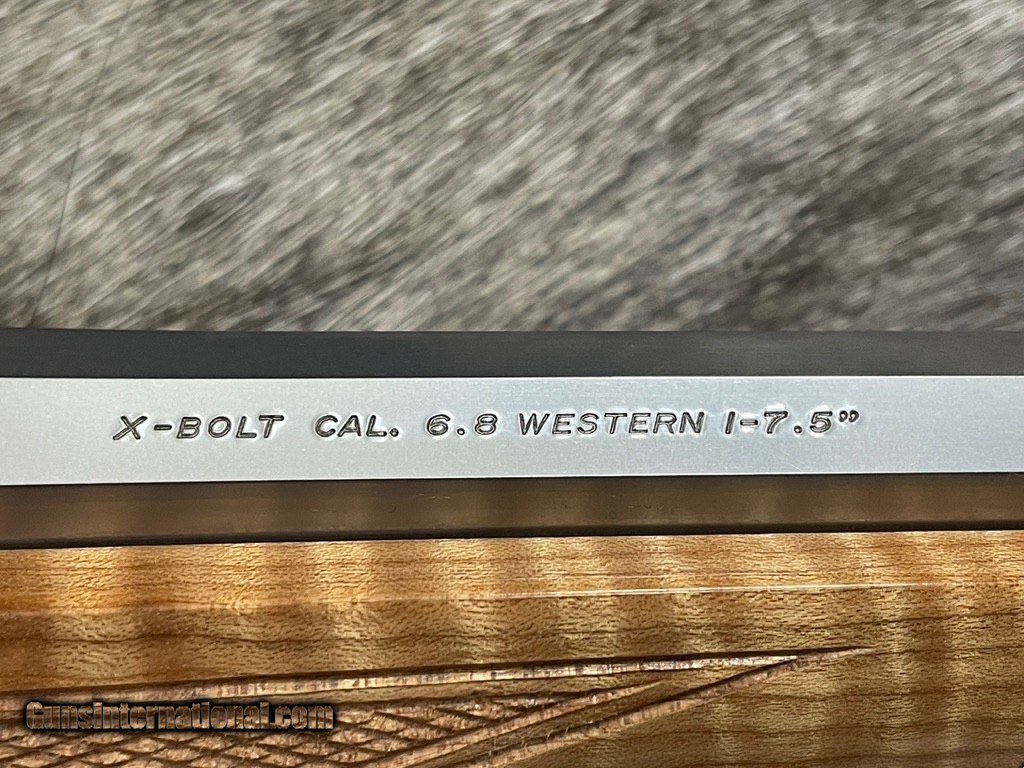 X-BOLT CAL. 6.8 WESTERN 1-7.5”
Gunsinternational.com